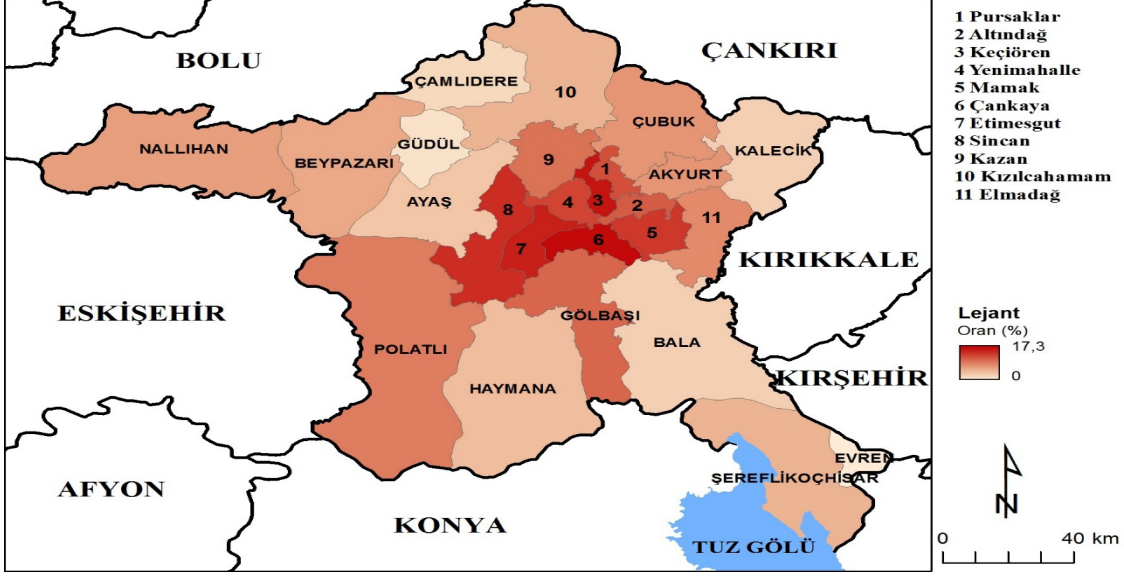 BOLU
ÇANKIRI
ÇAMLIDERE
10
ÇUBUK
NALLIHAN
BEYPAZARI
GÜDÜL
KALECİK
9
1
AKYURT
AYAŞ
8
4
3
2
11
5
7
6
KIRIKKALE
ESKİŞEHİR
GÖLBAŞI
POLATLI
BALA
HAYMANA
KIRŞEHİR
EVREN
ŞEREFLİKOÇHİSAR
AFYON
KONYA
TUZ GÖLÜ
1 Pursaklar
2 Altındağ
3 Keçiören
4 Yenimahalle
5 Mamak
6 Çankaya
7 Etimesgut
8 Sincan
9 Kazan
10 Kızılcahamam
11 Elmadağ
Lejant
Oran (%)
17,3
0
N
0 40 km